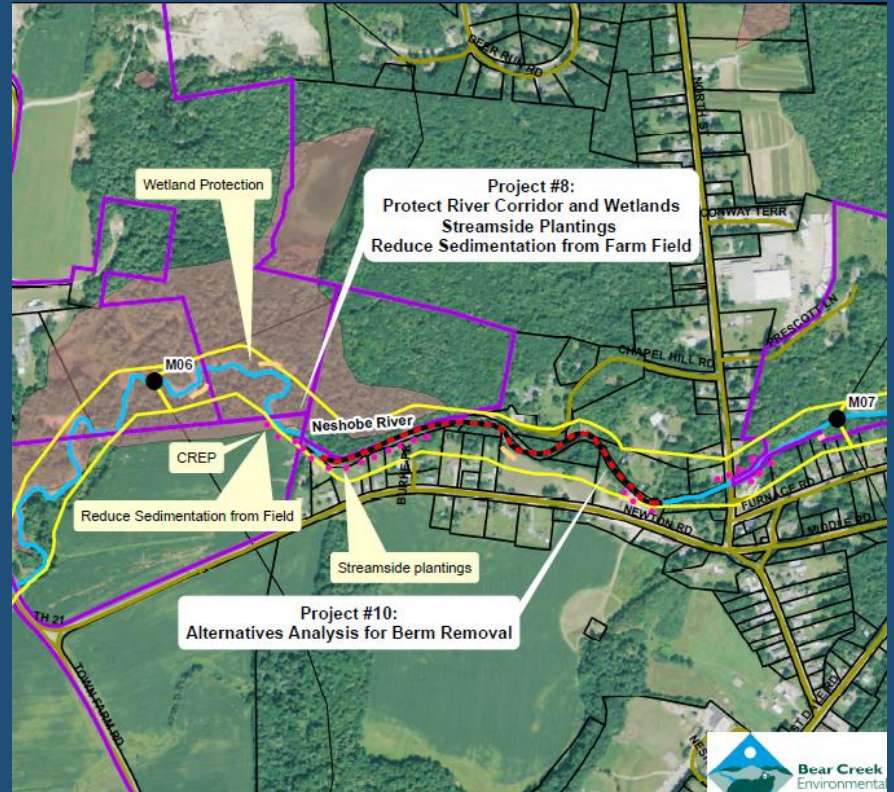 DEER RUN RD
NORTH ST
Wetland Protection
Project #8:
Protect River Corridor and Wetlands
Streamside Plantings
Reduce Sedimentation from Farm Field
CONWAY TERR
PRESCOTT LN
CHAPEL HILL RD
M06
M07
Neshobe River
CREP
FURNACE RD
Reduce Sedimentation from Field
NEWTON RD
MIDDLE RD
Streamside plantings
Project #10:
Alternatives Analysis for Berm Removal
TH 21
TOWN FARM RD
Bear Creek
Environmental